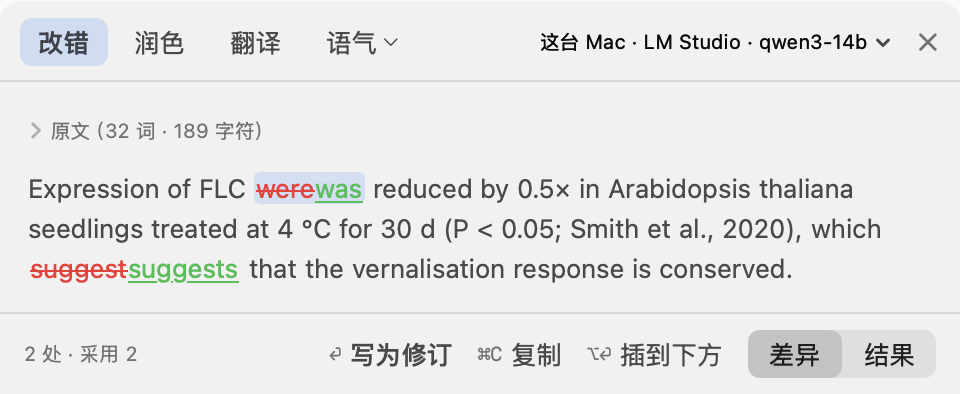 改错 润色 翻译 语气 这台 Mac · LM Studio · qwen3-14b
原文 (32 词 · 189 字符)
Expression of FLC werewas reduced by 0.5× in Arabidopsis thaliana
seedlings treated at 4 °C for 30 d (P < 0.05; Smith et al., 2020), which
suggestsuggests that the vernalisation response is conserved.
2 处 · 采用 2 ⏎ 写为修订 ⌘C 复制 ⌥⏎ 插到下方 差异 结果